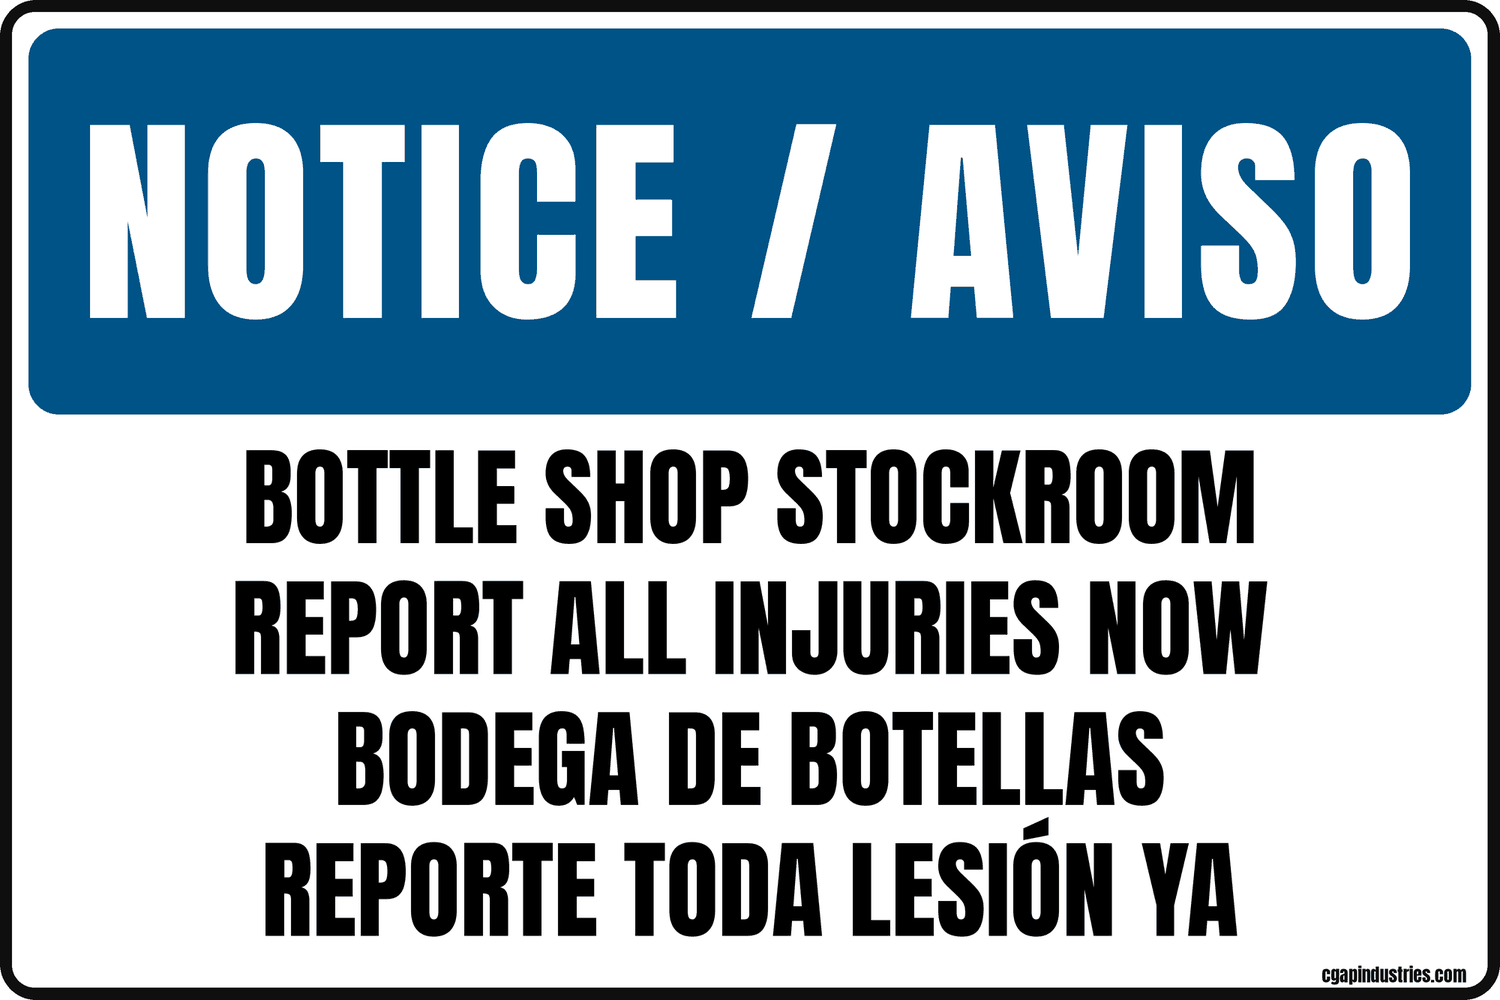 NOTICE / AVISO
BOTTLE SHOP STOCKROOM
REPORT ALL INJURIES NOW
BODEGA DE BOTELLAS
REPORTE TODA LESIÓN YA
cgapindustries.com